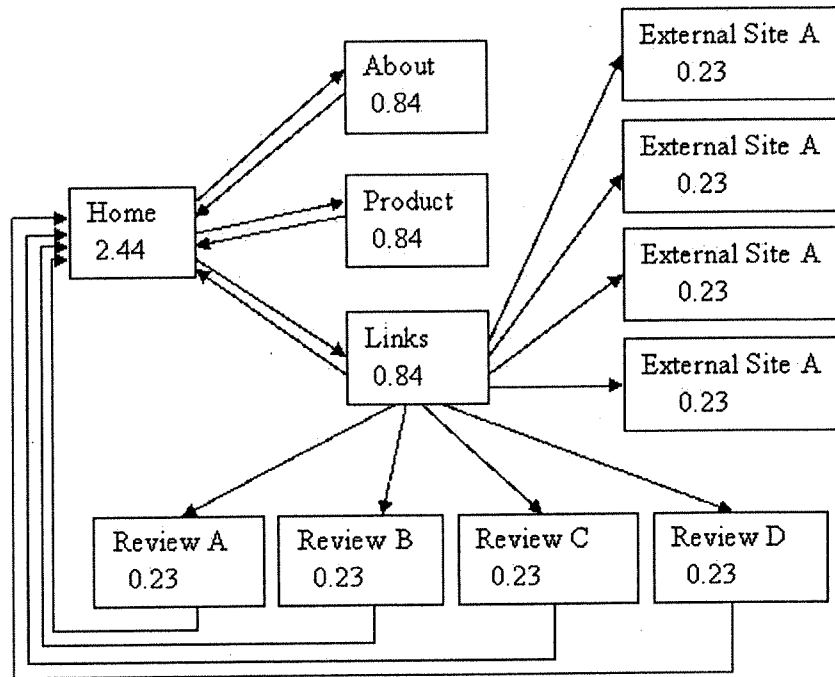 About
0.84
External Site A
0.23
External Site A
0.23
Home
2.44
Product
0.84
External Site A
0.23
Links
0.84
External Site A
0.23
Review A
0.23
Review B
0.23
Review C
0.23
Review D
0.23